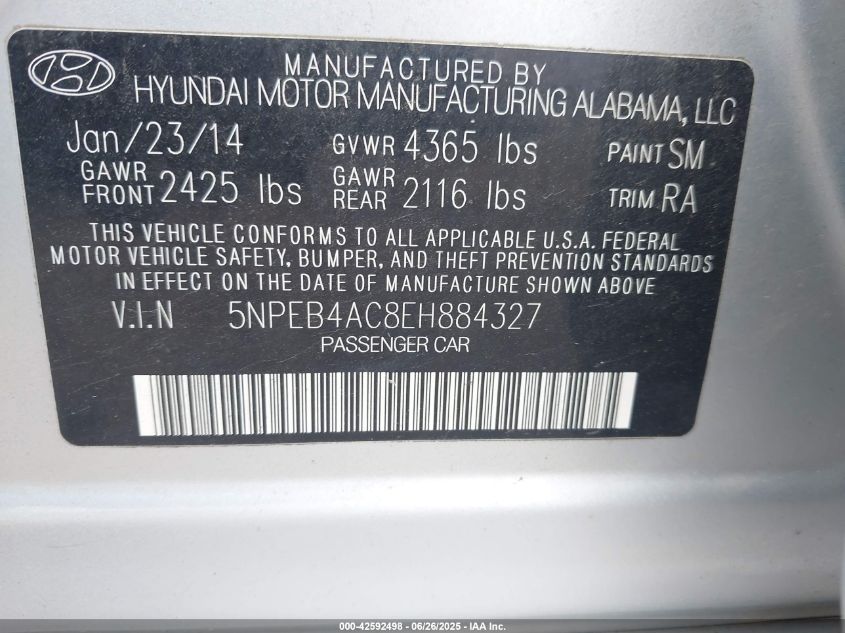 MANUFACTURED BY
HYUNDAI MOTOR MANUFACTURING ALABAMA, LLC
Jan/23/14 GVWR 4365 lbs PAINT SM
GAWR FRONT 2425 lbs GAWR REAR 2116 lbs TRIM RA
THIS VEHICLE CONFORMS TO ALL APPLICABLE U.S.A. FEDERAL
MOTOR VEHICLE SAFETY, BUMPER, AND THEFT PREVENTION STANDARDS
IN EFFECT ON THE DATE OF MANUFACTURE SHOWN ABOVE
V.I.N 5NPEB4AC8EH884327
PASSENGER CAR
000-42592498 - 06/26/2025 - IAA Inc.